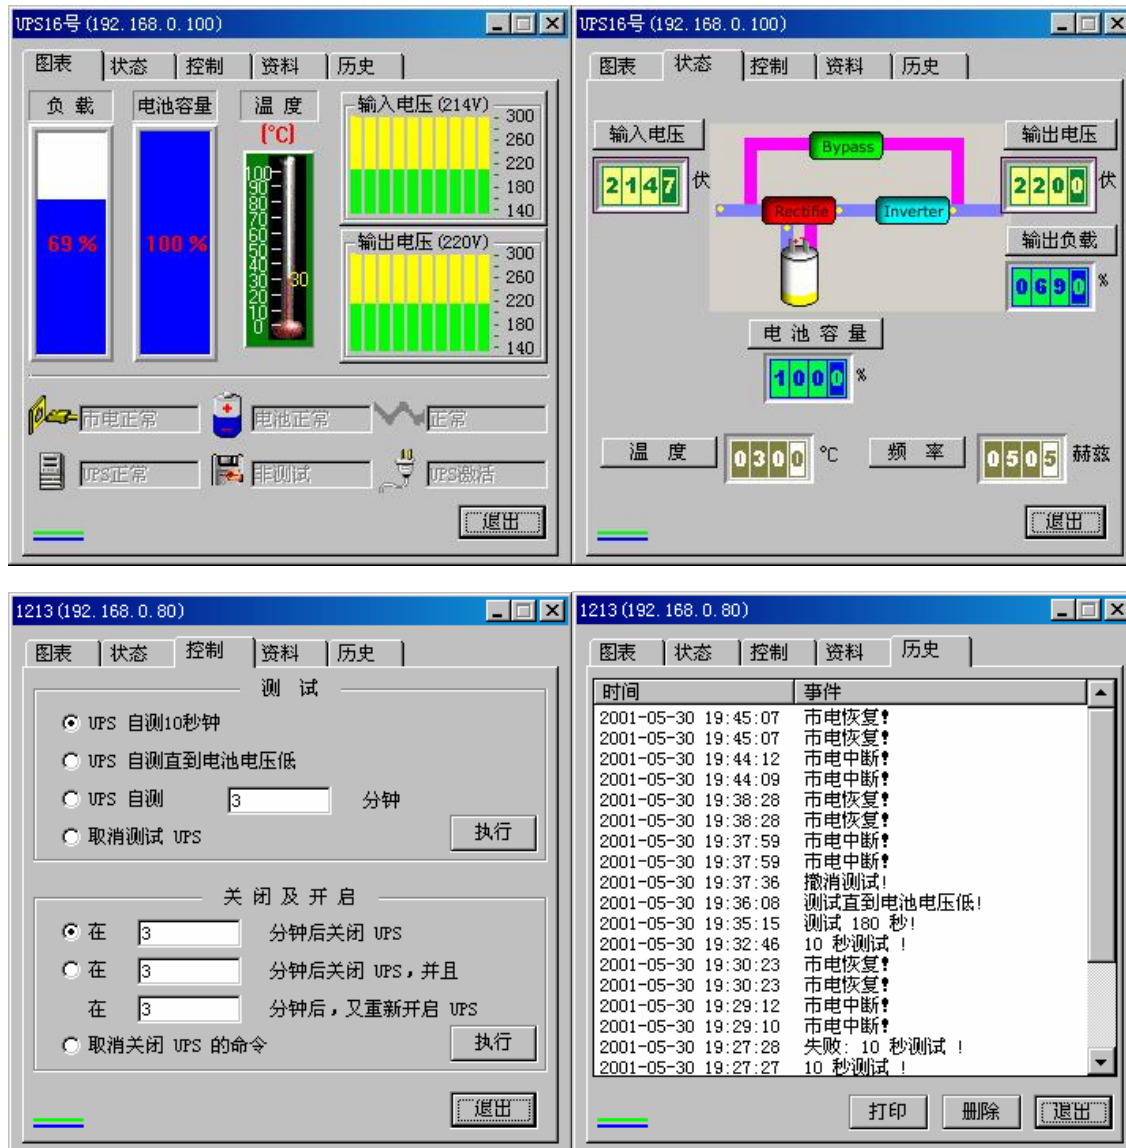 UPS16号(192.168.0.100)
图表 状态 控制 资料 历史
负 载 电池容量 温 度
(°C)
69 % 100 %
100
90
80
70
60
50
40
30
20
10
0
30
输入电压(214V)
300
260
220
180
140
输出电压(220V)
300
260
220
180
140
市电正常 电池正常 正常
UPS正常 非测试 UPS激活
退出
UPS16号(192.168.0.100)
图表 状态 控制 资料 历史
输入电压 Bypass 输出电压
2147 伏 2200 伏
Rectifie Inverter
输出负载
0690 %
电 池 容 量
1000 %
温 度 0300 °C 频 率 0505 赫兹
退出
1213(192.168.0.80)
图表 状态 控制 资料 历史
测 试
UPS 自测10秒钟
UPS 自测直到电池电压低
UPS 自测 3 分钟
取消测试 UPS 执行
关 闭 及 开 启
在 3 分钟后关闭 UPS
在 3 分钟后关闭 UPS,并且
在 3 分钟后,又重新开启 UPS
取消关闭 UPS 的命令 执行
退出
1213(192.168.0.80)
图表 状态 控制 资料 历史
时间 事件
2001-05-30 19:45:07 市电恢复!
2001-05-30 19:45:07 市电恢复!
2001-05-30 19:44:12 市电中断!
2001-05-30 19:44:09 市电中断!
2001-05-30 19:38:28 市电恢复!
2001-05-30 19:38:28 市电恢复!
2001-05-30 19:37:59 市电中断!
2001-05-30 19:37:59 市电中断!
2001-05-30 19:37:36 撤消测试!
2001-05-30 19:36:08 测试直到电池电压低!
2001-05-30 19:35:15 测试 180 秒!
2001-05-30 19:32:46 10 秒测试 !
2001-05-30 19:30:23 市电恢复!
2001-05-30 19:30:23 市电恢复!
2001-05-30 19:29:12 市电中断!
2001-05-30 19:29:10 市电中断!
2001-05-30 19:27:28 失败: 10 秒测试 !
2001-05-30 19:27:27 10 秒测试 !
打印 删除 退出